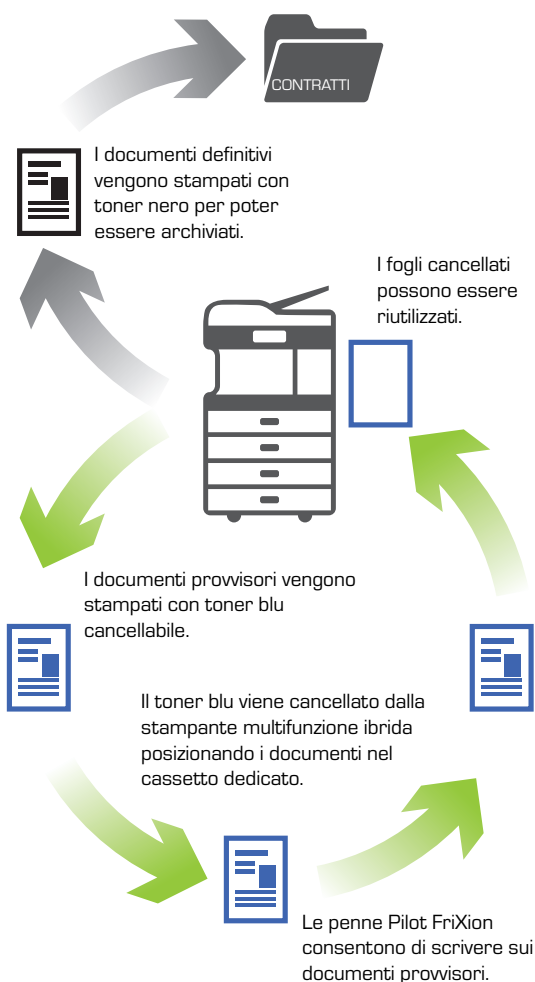 CONTRATTI
I documenti definitivi
vengono stampati con
toner nero per poter
essere archiviati.
I fogli cancellati
possono essere
riutilizzati.
I documenti provvisori vengono
stampati con toner blu
cancellabile.
Il toner blu viene cancellato dalla
stampante multifunzione ibrida
posizionando i documenti nel
cassetto dedicato.
Le penne Pilot FriXion
consentono di scrivere sui
documenti provvisori.